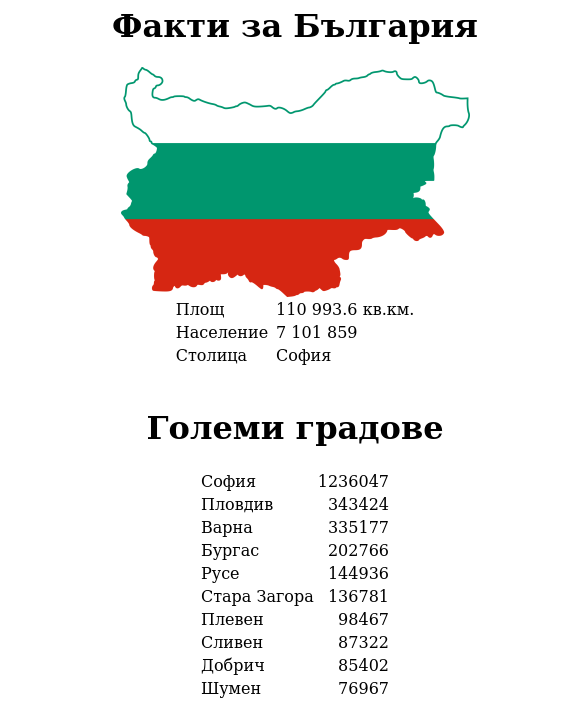 Факти за България
Площ 110 993.6 кв.км.
Население 7 101 859
Столица София
Големи градове
София 1236047
Пловдив 343424
Варна 335177
Бургас 202766
Русе 144936
Стара Загора 136781
Плевен 98467
Сливен 87322
Добрич 85402
Шумен 76967